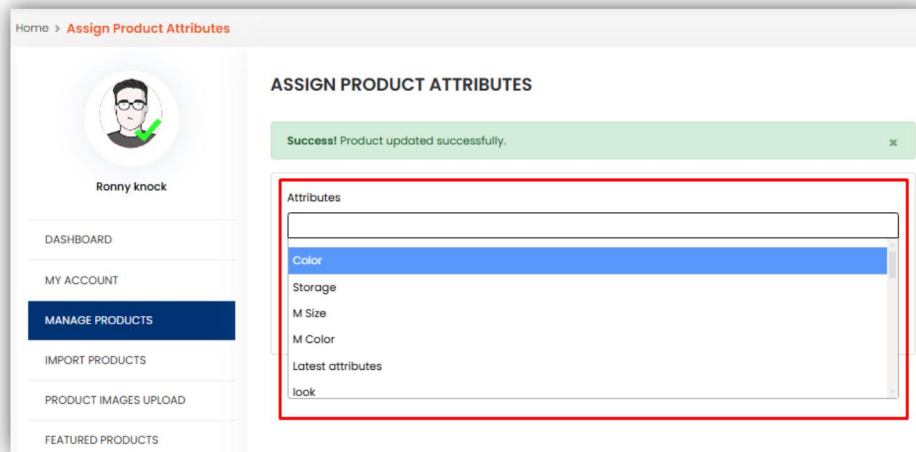 Home > Assign Product Attributes
Ronny knock
DASHBOARD
MY ACCOUNT
MANAGE PRODUCTS
IMPORT PRODUCTS
PRODUCT IMAGES UPLOAD
FEATURED PRODUCTS
ASSIGN PRODUCT ATTRIBUTES
Success! Product updated successfully. ×
Attributes
Color
Storage
M Size
M Color
Latest attributes
look